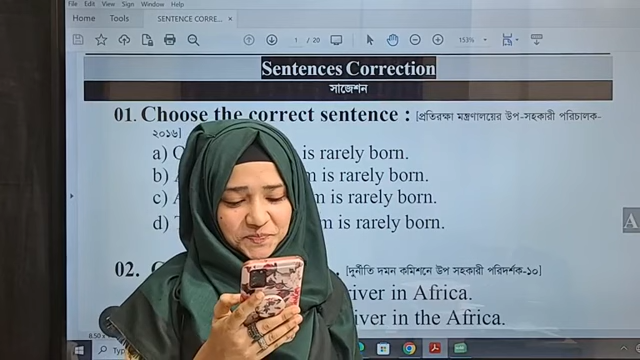 File Edit View Sign Window Help
Home Tools SENTENCE CORRE... ×
1 / 20 153%
Sentences Correction
সাজেশন
01. Choose the correct sentence : [প্রতিরক্ষা মন্ত্রণালয়ের উপ-সহকারী পরিচালক-
২০১৬]
a) is rarely born.
b) is rarely born.
c) is rarely born.
d) is rarely born.
02. [দুর্নীতি দমন কমিশনে উপ সহকারী পরিদর্শক-১০]
in Africa.
in the Africa.
8.50